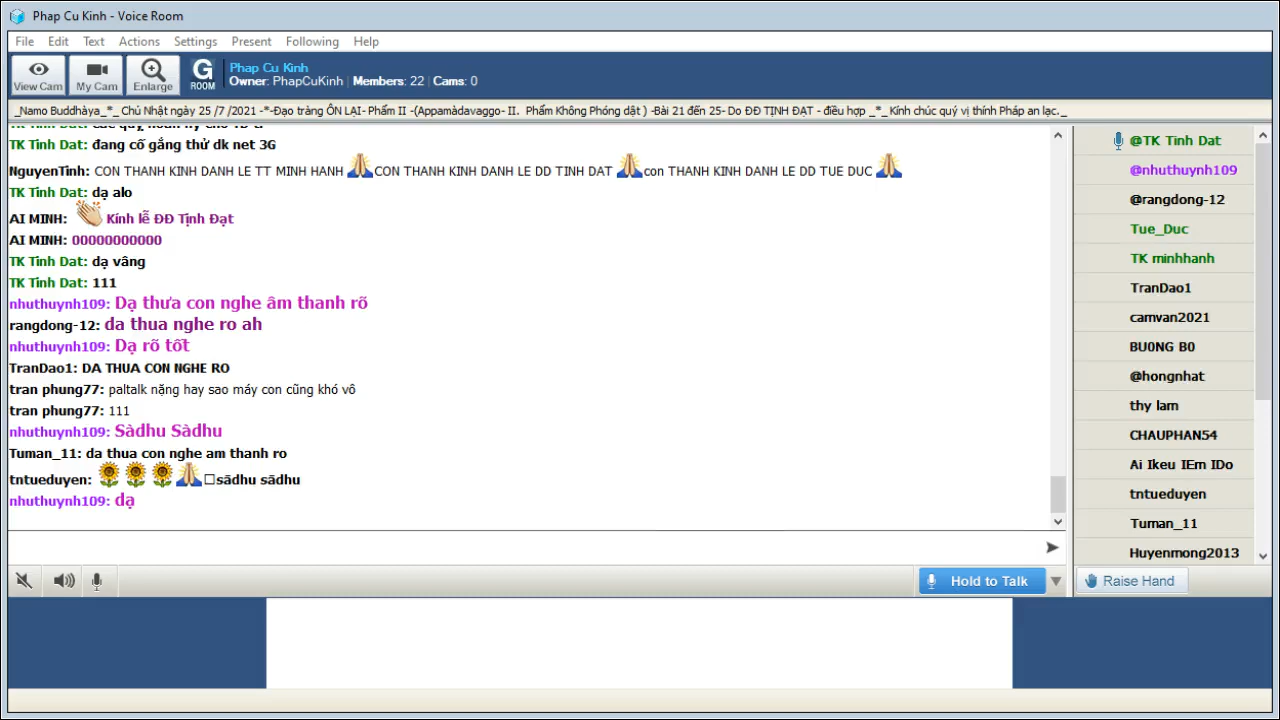 Phap Cu Kinh - Voice Room
File Edit Text Actions Settings Present Following Help
View Cam My Cam Enlarge G ROOM
Phap Cu Kinh
Owner: PhapCuKinh | Members: 22 | Cams: 0
_Namo Buddhàya_*_ Chủ Nhật ngày 25 /7 /2021 -*-Đạo tràng ÔN LẠI- Phẩm II -(Appamàdavaggo- II. Phẩm Không Phóng dật ) -Bài 21 đến 25- Do ĐĐ TỊNH ĐẠT - điều hợp _*_Kính chúc quý vị thính Pháp an lạc._
TK Tinh Dat: đang cố gắng thử dk net 3G
NguyenTinh: CON THANH KINH DANH LE TT MINH HANH CON THANH KINH DANH LE DD TINH DAT con THANH KINH DANH LE DD TUE DUC
TK Tinh Dat: dạ alo
AI MINH: Kính lễ ĐĐ Tịnh Đạt
AI MINH: 00000000000
TK Tinh Dat: dạ vâng
TK Tinh Dat: 111
nhuthuynh109: Dạ thưa con nghe âm thanh rõ
rangdong-12: da thua nghe ro ah
nhuthuynh109: Dạ rõ tốt
TranDao1: DA THUA CON NGHE RO
tran phung77: paltalk nặng hay sao máy con cũng khó vô
tran phung77: 111
nhuthuynh109: Sàdhu Sàdhu
Tuman_11: da thua con nghe am thanh ro
tntueduyen: sādhu sādhu
nhuthuynh109: dạ
@TK Tinh Dat
@nhuthuynh109
@rangdong-12
Tue_Duc
TK minhhanh
TranDao1
camvan2021
BU0NG B0
@hongnhat
thy lam
CHAUPHAN54
Ai Ikeu IEm IDo
tntueduyen
Tuman_11
Huyenmong2013
Hold to Talk
Raise Hand